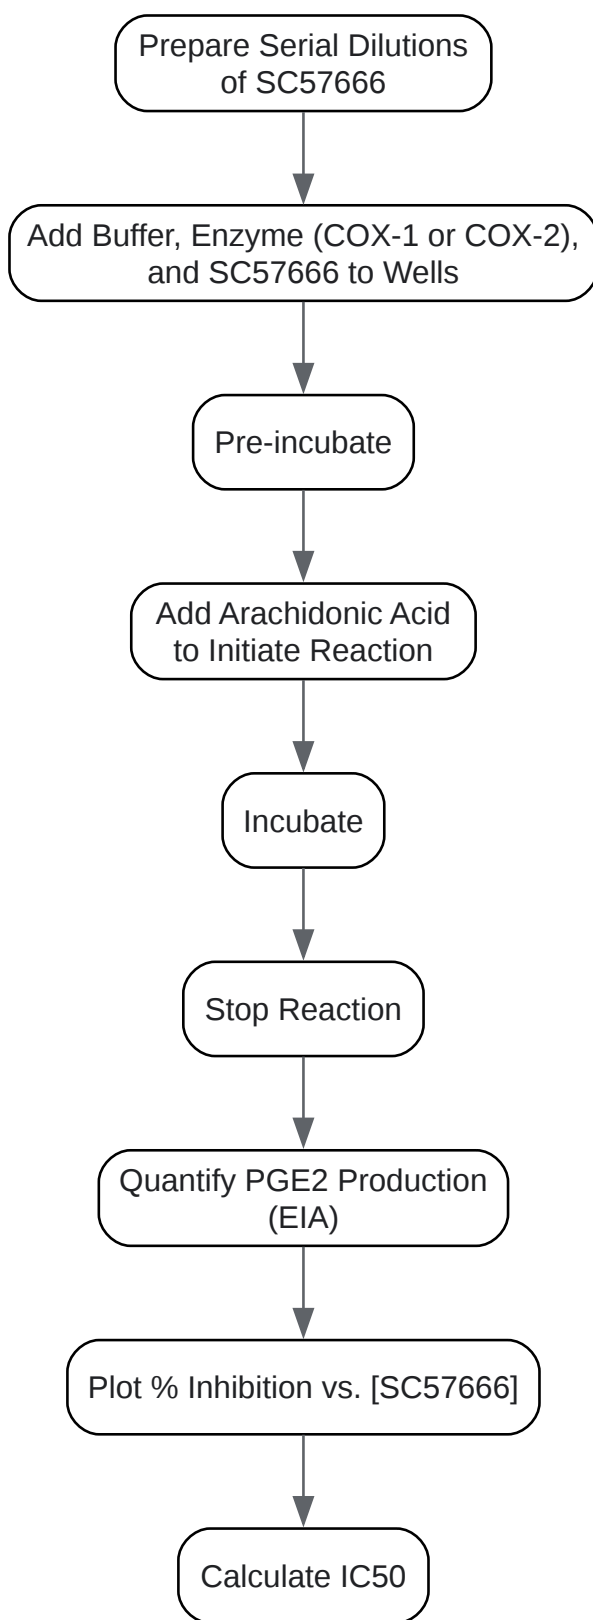 Prepare Serial Dilutions
of SC57666
Add Buffer, Enzyme (COX-1 or COX-2),
and SC57666 to Wells
Pre-incubate
Add Arachidonic Acid
to Initiate Reaction
Incubate
Stop Reaction
Quantify PGE2 Production
(EIA)
Plot % Inhibition vs. [SC57666]
Calculate IC50